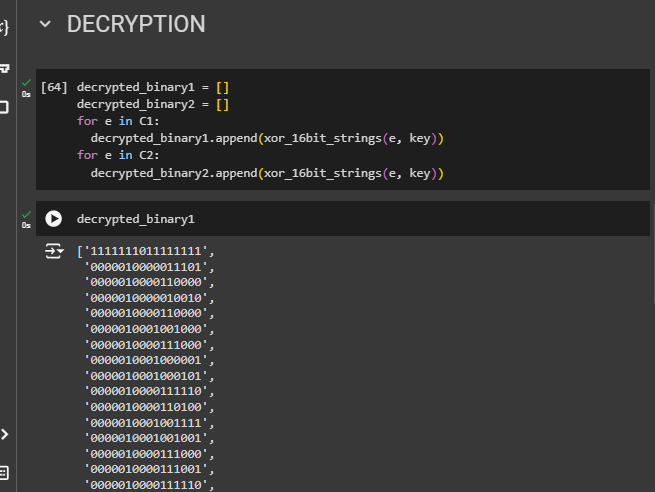 DECRYPTION
[64] decrypted_binary1 = []
decrypted_binary2 = []
for e in C1:
decrypted_binary1.append(xor_16bit_strings(e, key))
for e in C2:
decrypted_binary2.append(xor_16bit_strings(e, key))
0s
decrypted_binary1
0s
['1111111011111111',
'0000010000011101',
'0000010000110000',
'0000010000010010',
'0000010000110000',
'0000010001001000',
'0000010000111000',
'0000010001000001',
'0000010001000101',
'0000010000111110',
'0000010000110100',
'0000010001001111',
'0000010001001001',
'0000010000111000',
'0000010000111001',
'0000010000111110',